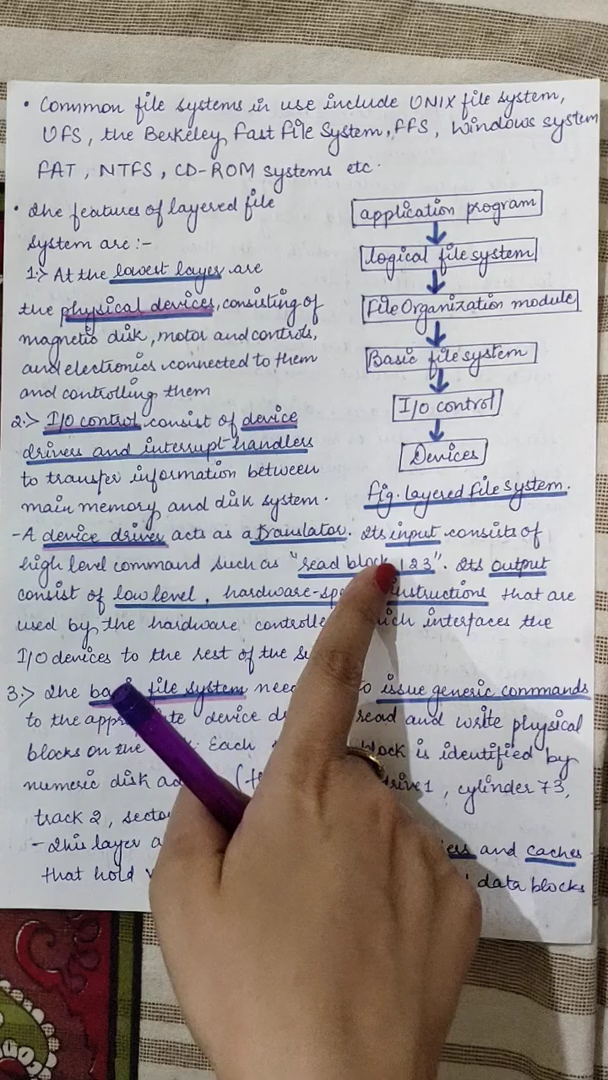 • Common file systems in use include UNIX file system,
UFS, the Berkeley Fast File System, FFS, Windows system
FAT, NTFS, CD-ROM systems etc.
• The features of layered file
system are :-
1:> At the lowest layer are
the physical devices, consisting of
magnetic disk, motor and controls,
and electronics connected to them
and controlling them
2:> I/O control consist of device
drivers and interrupt handlers
to transfer information between
main memory and disk system.
application program
logical file system
File Organization module
Basic file system
I/O control
Devices
Fig. layered file system.
- A device driver acts as a translator. Its input consists of
high level command such as "read block 123". Its output
consist of low level, hardware- instructions that are
used by the hardware which interfaces the
I/O devices to the rest of the
3:> The file system to issue generic commands
to the device read and write physical
blocks on the Each block is identified by
numeric disk drive1, cylinder 73,
track 2,
- This layer and caches
that hold data blocks